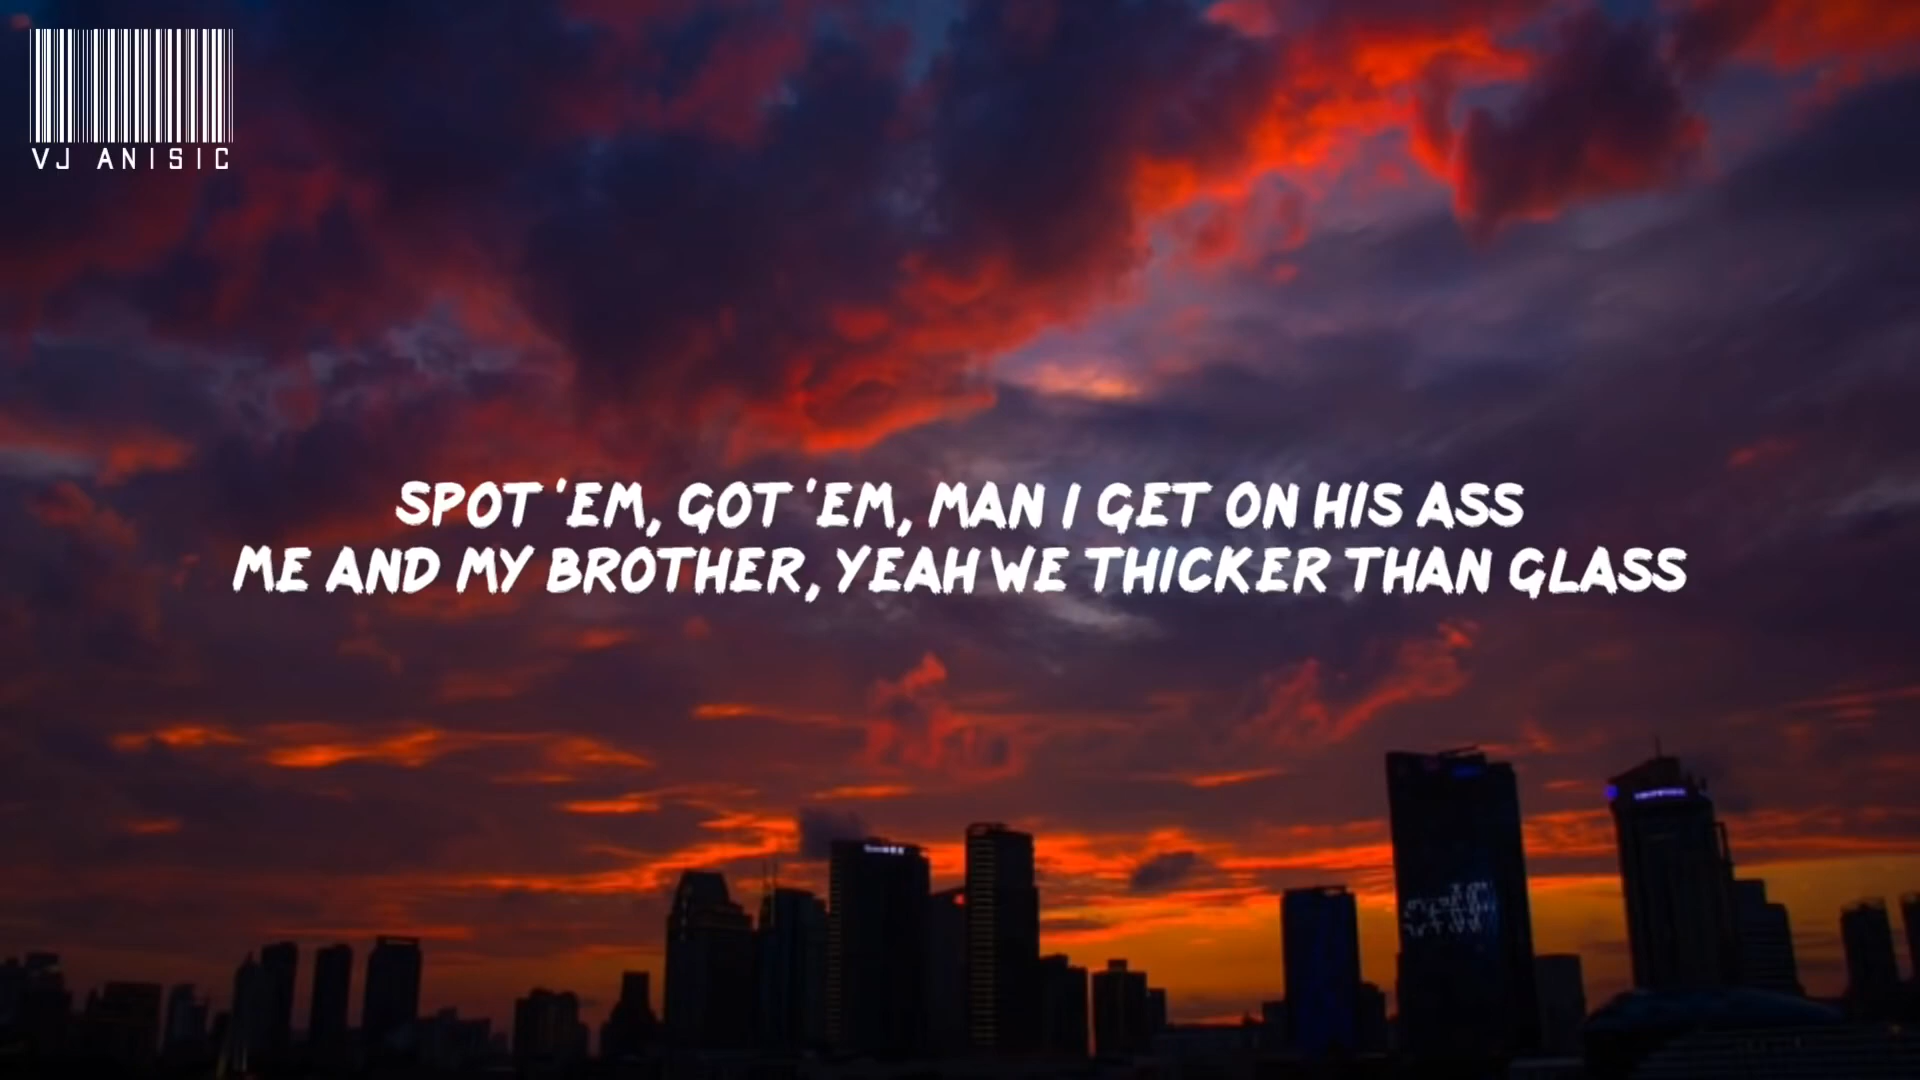 VJ ANISIC
SPOT 'EM, GOT 'EM, MAN I GET ON HIS ASS
ME AND MY BROTHER, YEAH WE THICKER THAN GLASS